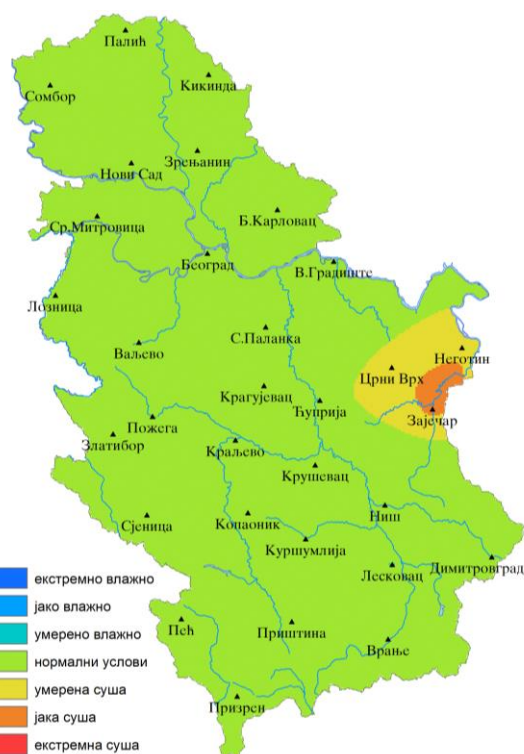 Палић
Сомбор
Кикинда
Зрењанин
Нови Сад
Б.Карловац
Ср.Митровица
Београд
В.Градиште
Лозница
С.Паланка
Ваљево
Неготин
Црни Врх
Крагујевац
Ћуприја
Зајечар
Пожега
Златибор
Краљево
Крушевац
Ниш
Сјеница
Копаоник
Куршумлија
Лесковац
Димитровград
Пећ
Приштина
Врање
Призрен
екстремно влажно
јако влажно
умерено влажно
нормални услови
умерена суша
јака суша
екстремна суша